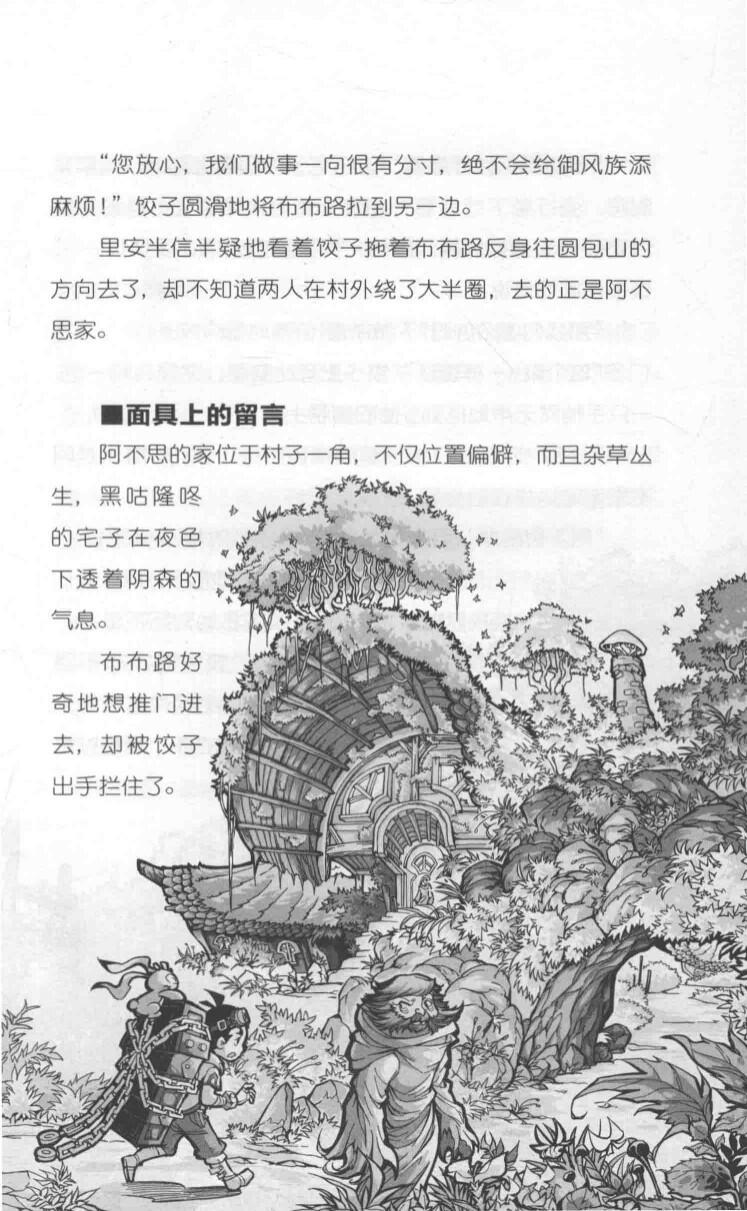 “您放心，我们做事一向很有分寸，绝不会给御风族添
麻烦！”饺子圆滑地将布布路拉到另一边。
里安半信半疑地看着饺子拖着布布路反身往圆包山的
方向去了，却不知道两人在村外绕了大半圈，去的正是阿不
思家。
■面具上的留言
阿不思的家位于村子一角，不仅位置偏僻，而且杂草丛
生，黑咕隆咚
的宅子在夜色
下透着阴森的
气息。
布布路好
奇地想推门进
去，却被饺子
出手拦住了。